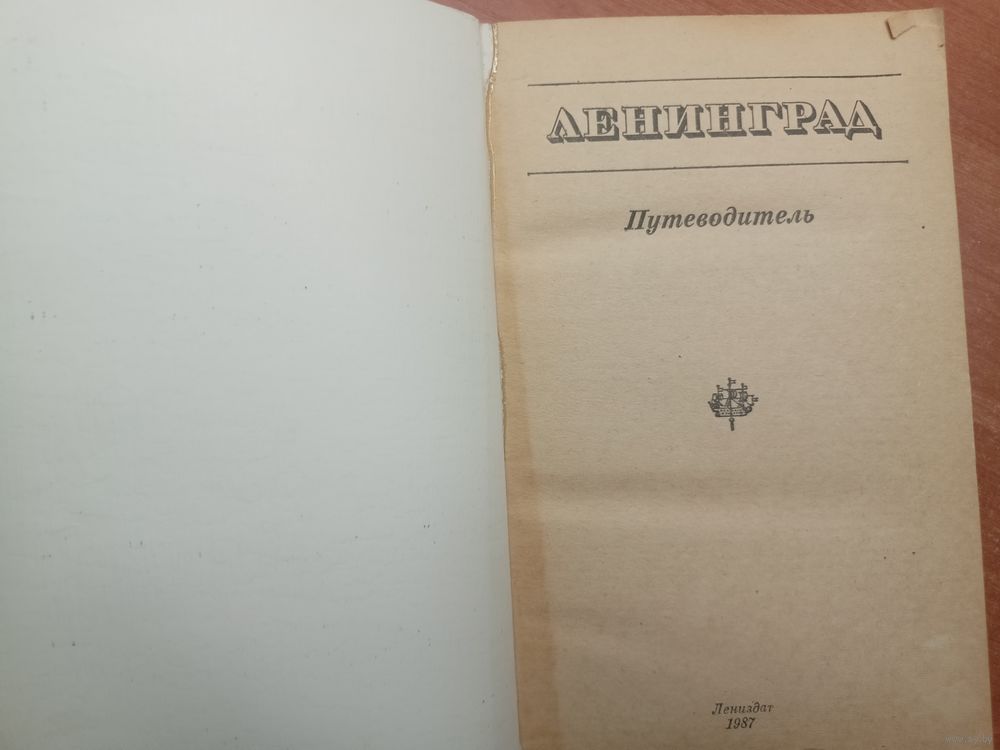 ЛЕНИНГРАД
Путеводитель
Лениздат
1987